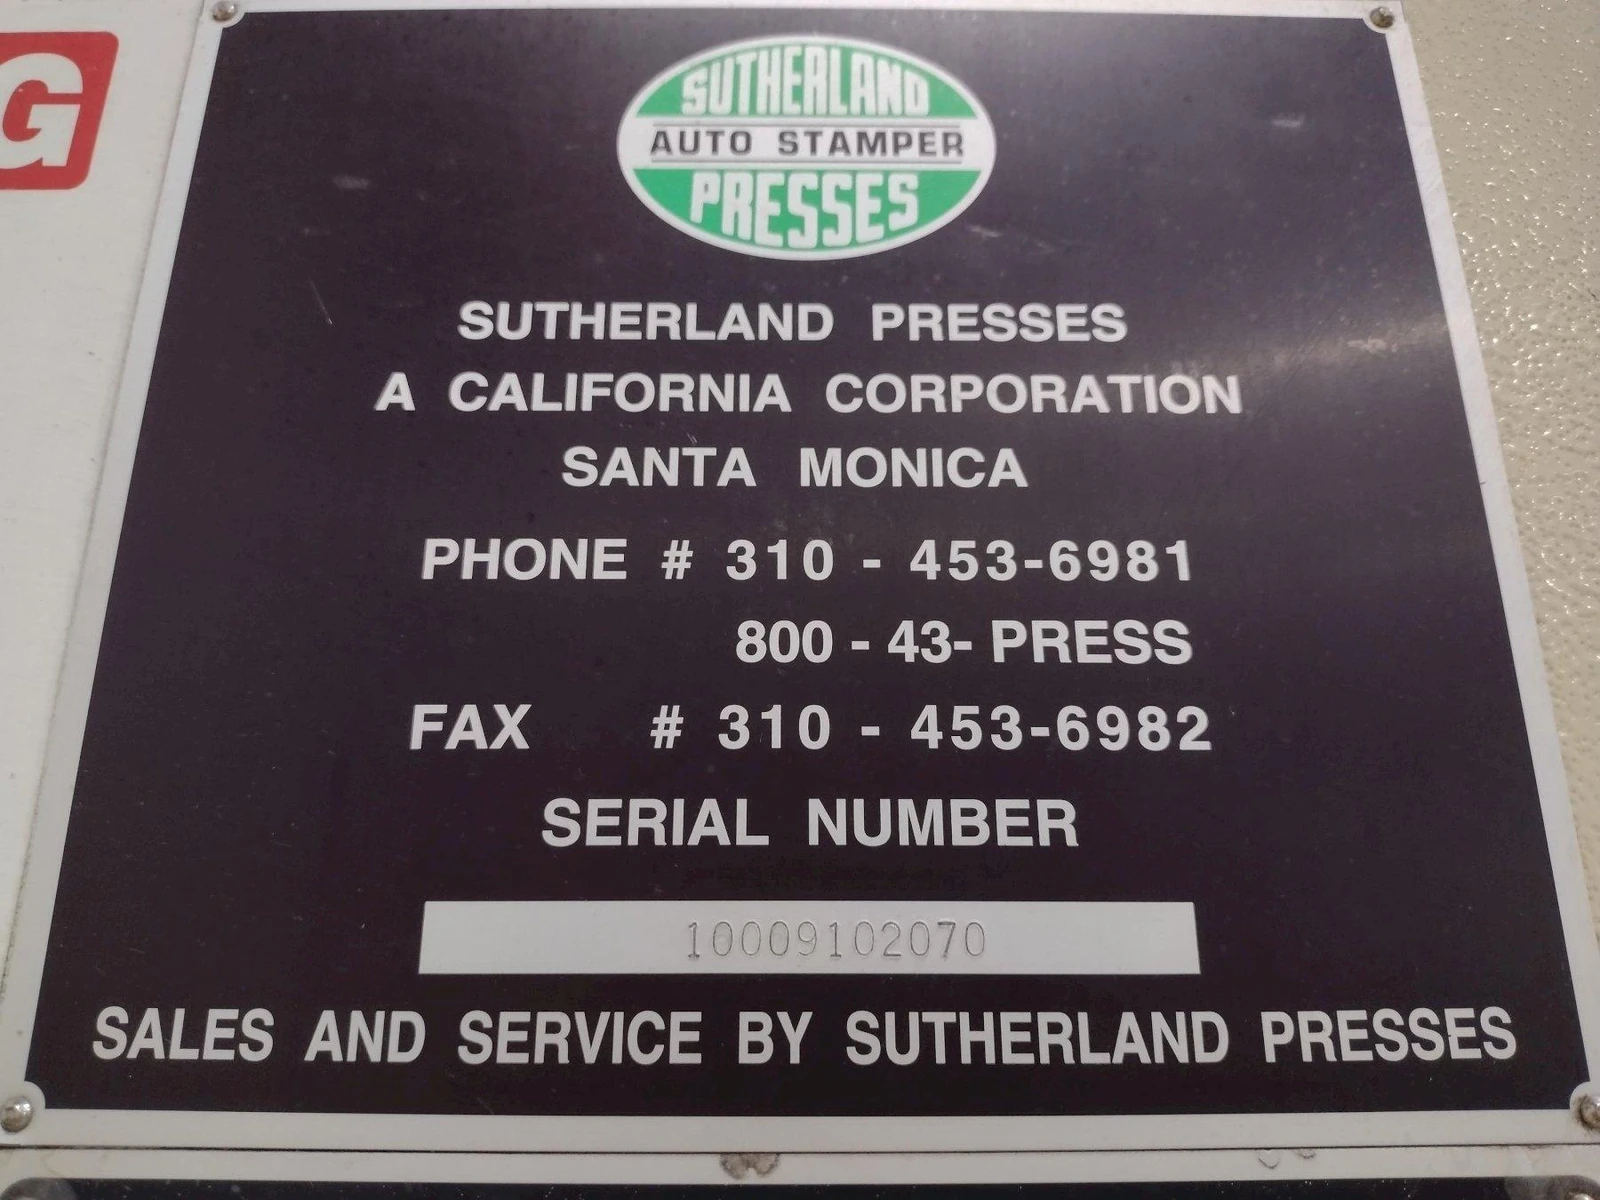 G
SUTHERLAND
AUTO STAMPER
PRESSES
SUTHERLAND PRESSES
A CALIFORNIA CORPORATION
SANTA MONICA
PHONE # 310 - 453-6981
800 - 43- PRESS
FAX # 310 - 453-6982
SERIAL NUMBER
10009102070
SALES AND SERVICE BY SUTHERLAND PRESSES